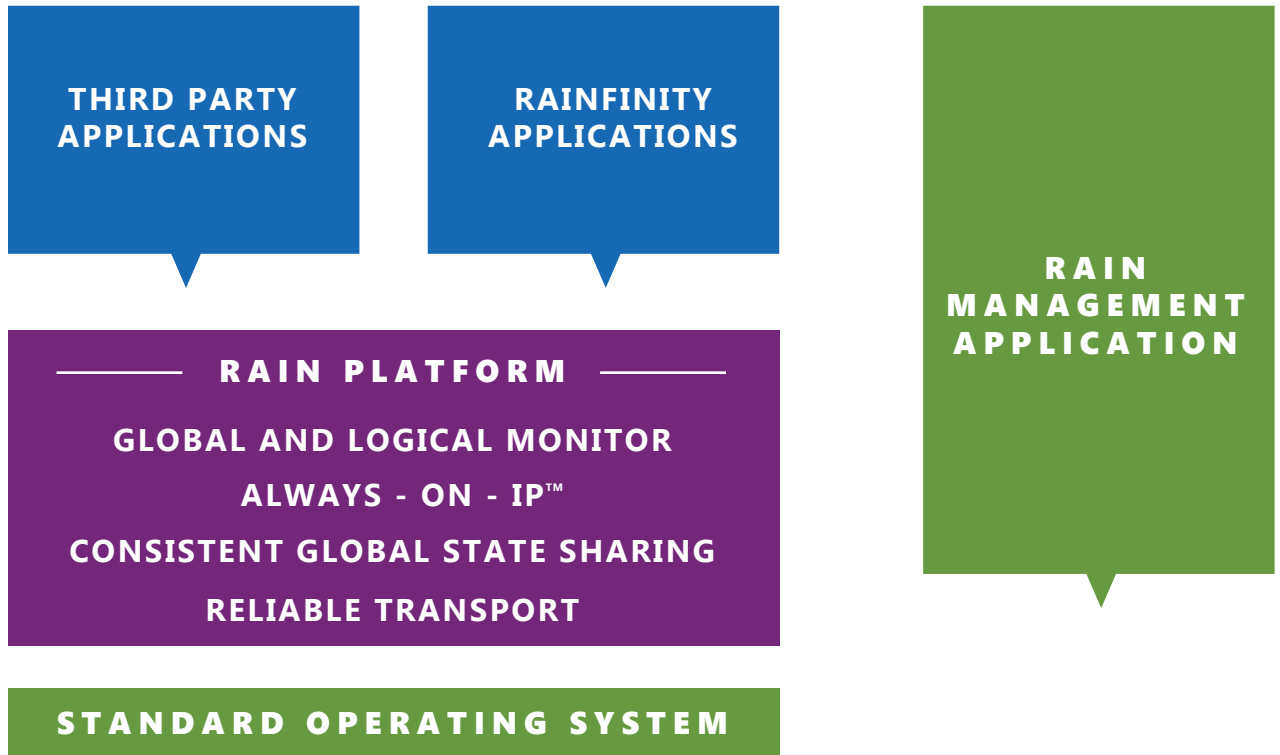 THIRD PARTY
APPLICATIONS
RAINFINITY
APPLICATIONS
RAIN
MANAGEMENT
APPLICATION
RAIN PLATFORM
GLOBAL AND LOGICAL MONITOR
ALWAYS - ON - IP™
CONSISTENT GLOBAL STATE SHARING
RELIABLE TRANSPORT
STANDARD OPERATING SYSTEM